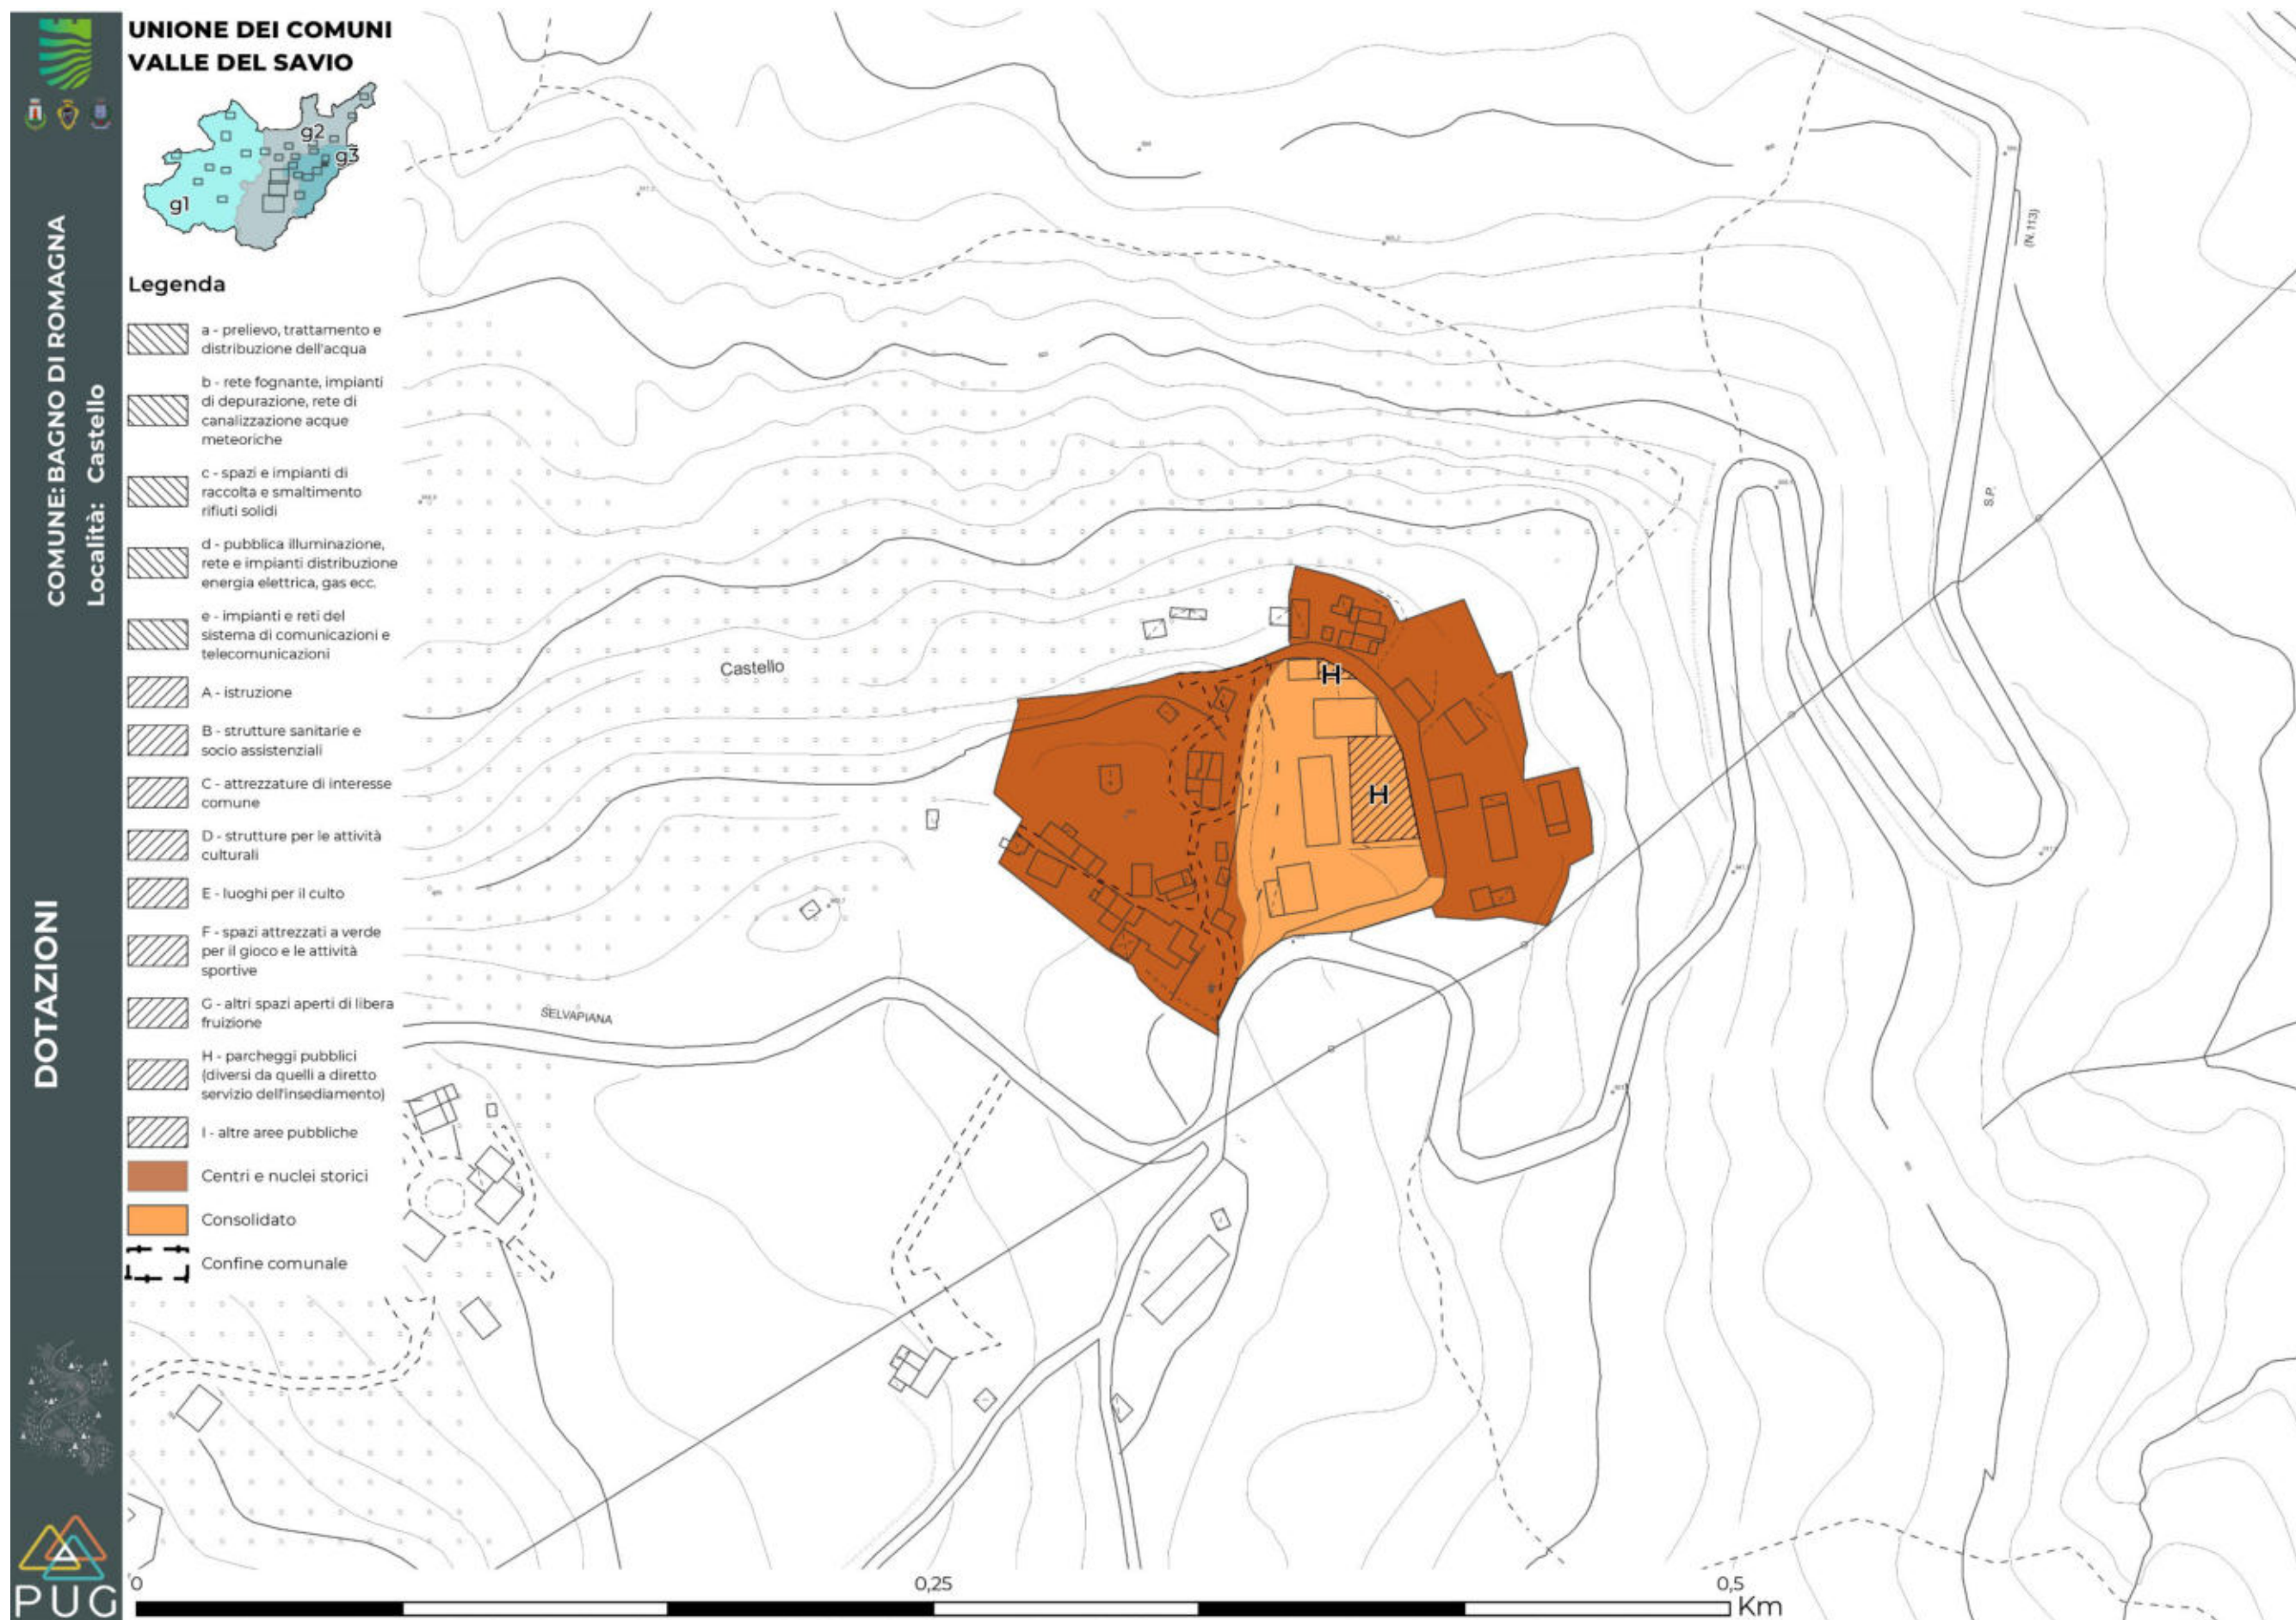 UNIONE DEI COMUNI
VALLE DEL SAVIO
g1
g2
g3
COMUNE: BAGNO DI ROMAGNA
Località: Castello
DOTAZIONI
Legenda
a - prelievo, trattamento e
distribuzione dell'acqua
b - rete fognante, impianti
di depurazione, rete di
canalizzazione acque
meteoriche
c - spazi e impianti di
raccolta e smaltimento
rifiuti solidi
d - pubblica illuminazione,
rete e impianti distribuzione
energia elettrica, gas ecc.
e - impianti e reti del
sistema di comunicazioni e
telecomunicazioni
A - istruzione
B - strutture sanitarie e
socio assistenziali
C - attrezzature di interesse
comune
D - strutture per le attività
culturali
E - luoghi per il culto
F - spazi attrezzati a verde
per il gioco e le attività
sportive
G - altri spazi aperti di libera
fruizione
H - parcheggi pubblici
(diversi da quelli a diretto
servizio dell'insediamento)
I - altre aree pubbliche
Centri e nuclei storici
Consolidato
Confine comunale
(N.113)
S.P.
Castello
H
H
SELVAPIANA
PUG
0
0,25
0,5
Km